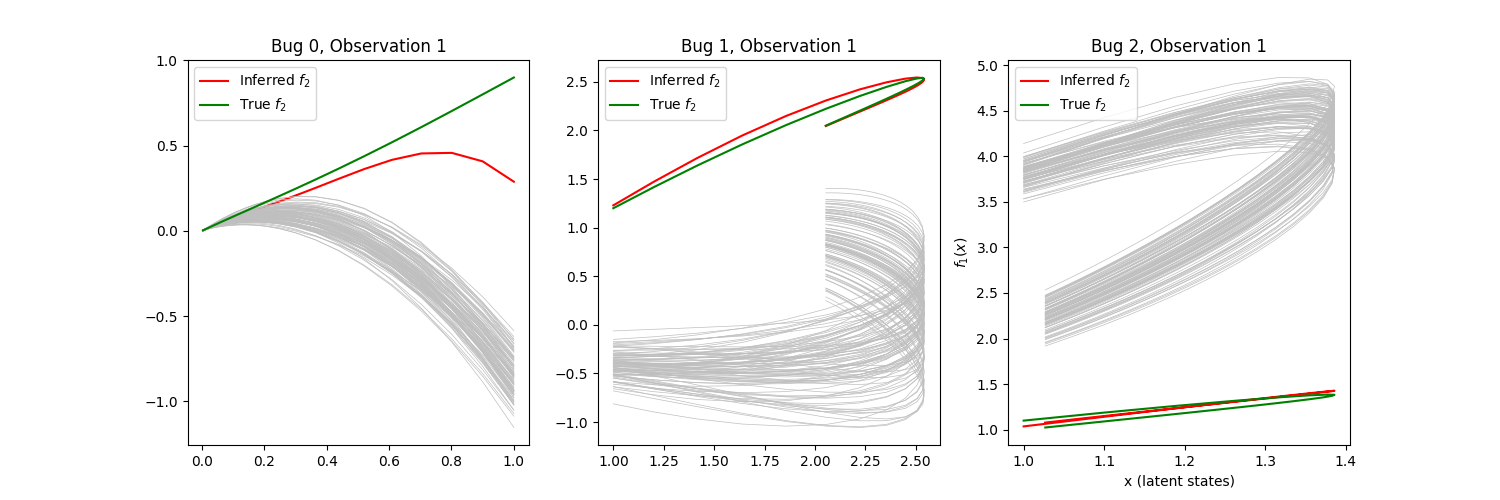 Bug 0, Observation 1
Inferred f₂
True f₂
1.0
0.5
0.0
−0.5
−1.0
0.0 0.2 0.4 0.6 0.8 1.0
Bug 1, Observation 1
Inferred f₂
True f₂
2.5
2.0
1.5
1.0
0.5
0.0
−0.5
−1.0
1.00 1.25 1.50 1.75 2.00 2.25 2.50
Bug 2, Observation 1
Inferred f₂
True f₂
f₁(x)
5.0
4.5
4.0
3.5
3.0
2.5
2.0
1.5
1.0
1.0 1.1 1.2 1.3 1.4
x (latent states)